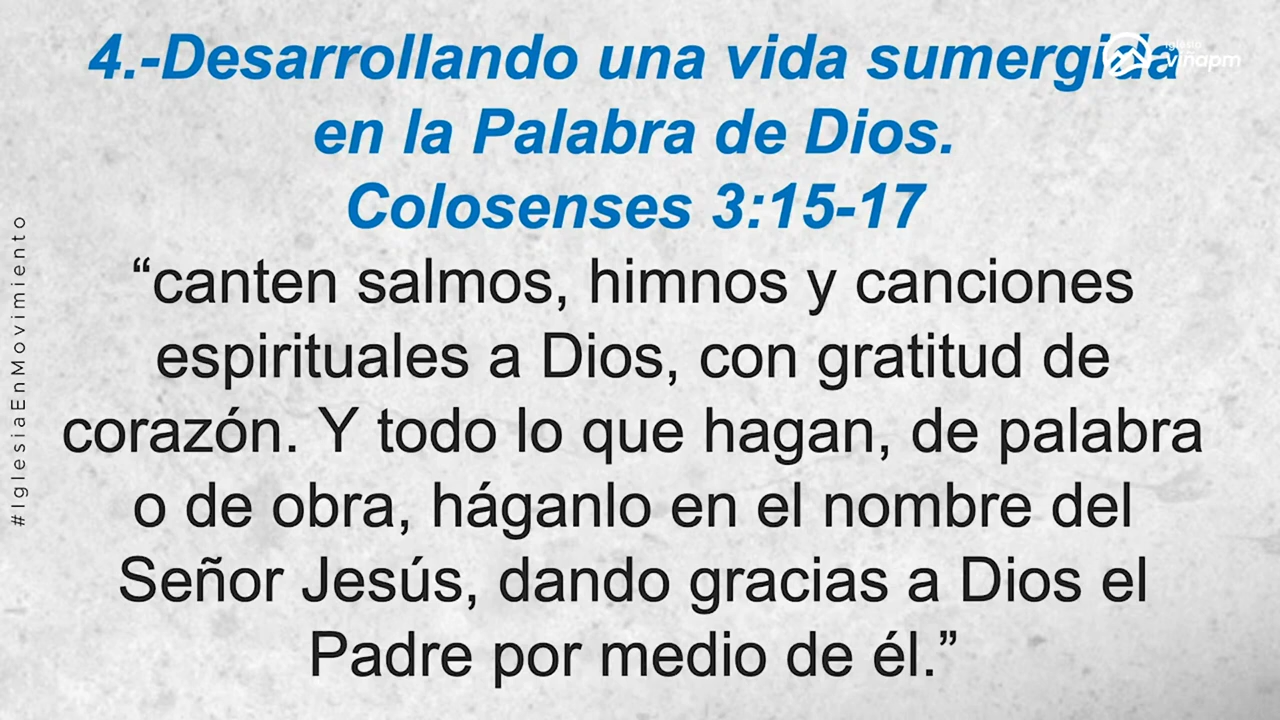 4.-Desarrollando una vida sumergida
en la Palabra de Dios.
Colosenses 3:15-17
“canten salmos, himnos y canciones
espirituales a Dios, con gratitud de
corazón. Y todo lo que hagan, de palabra
o de obra, háganlo en el nombre del
Señor Jesús, dando gracias a Dios el
Padre por medio de él.”
#IglesiaEnMovimiento
Iglesia
vinapm